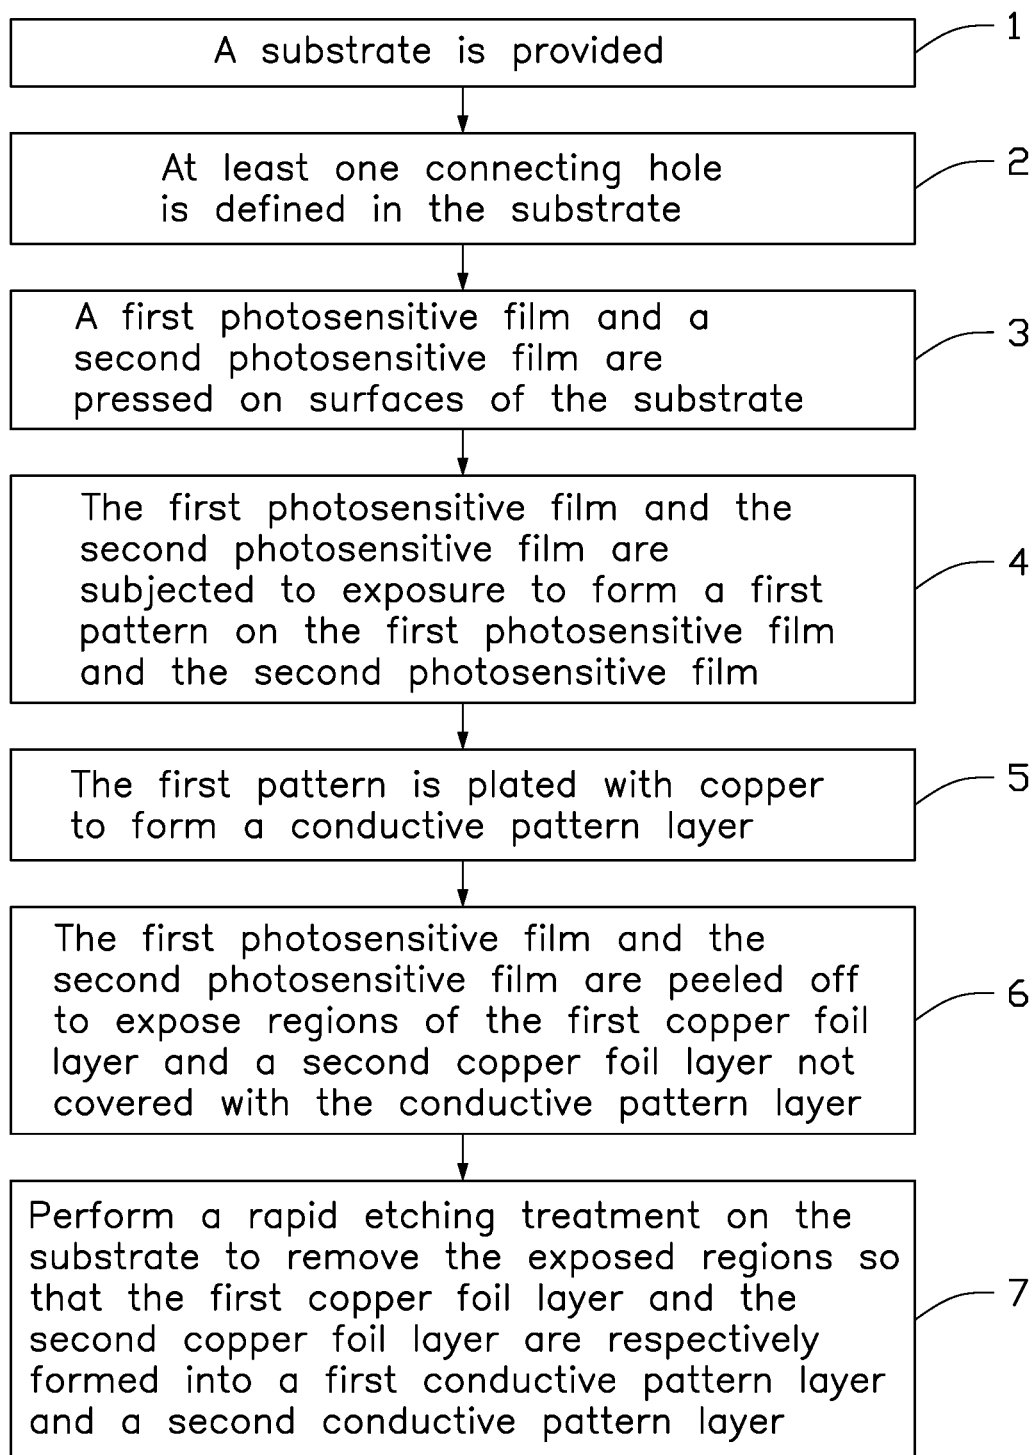 A substrate is provided
1
At least one connecting hole
is defined in the substrate
2
A first photosensitive film and a
second photosensitive film are
pressed on surfaces of the substrate
3
The first photosensitive film and the
second photosensitive film are
subjected to exposure to form a first
pattern on the first photosensitive film
and the second photosensitive film
4
The first pattern is plated with copper
to form a conductive pattern layer
5
The first photosensitive film and the
second photosensitive film are peeled off
to expose regions of the first copper foil
layer and a second copper foil layer not
covered with the conductive pattern layer
6
Perform a rapid etching treatment on the
substrate to remove the exposed regions so
that the first copper foil layer and the
second copper foil layer are respectively
formed into a first conductive pattern layer
and a second conductive pattern layer
7